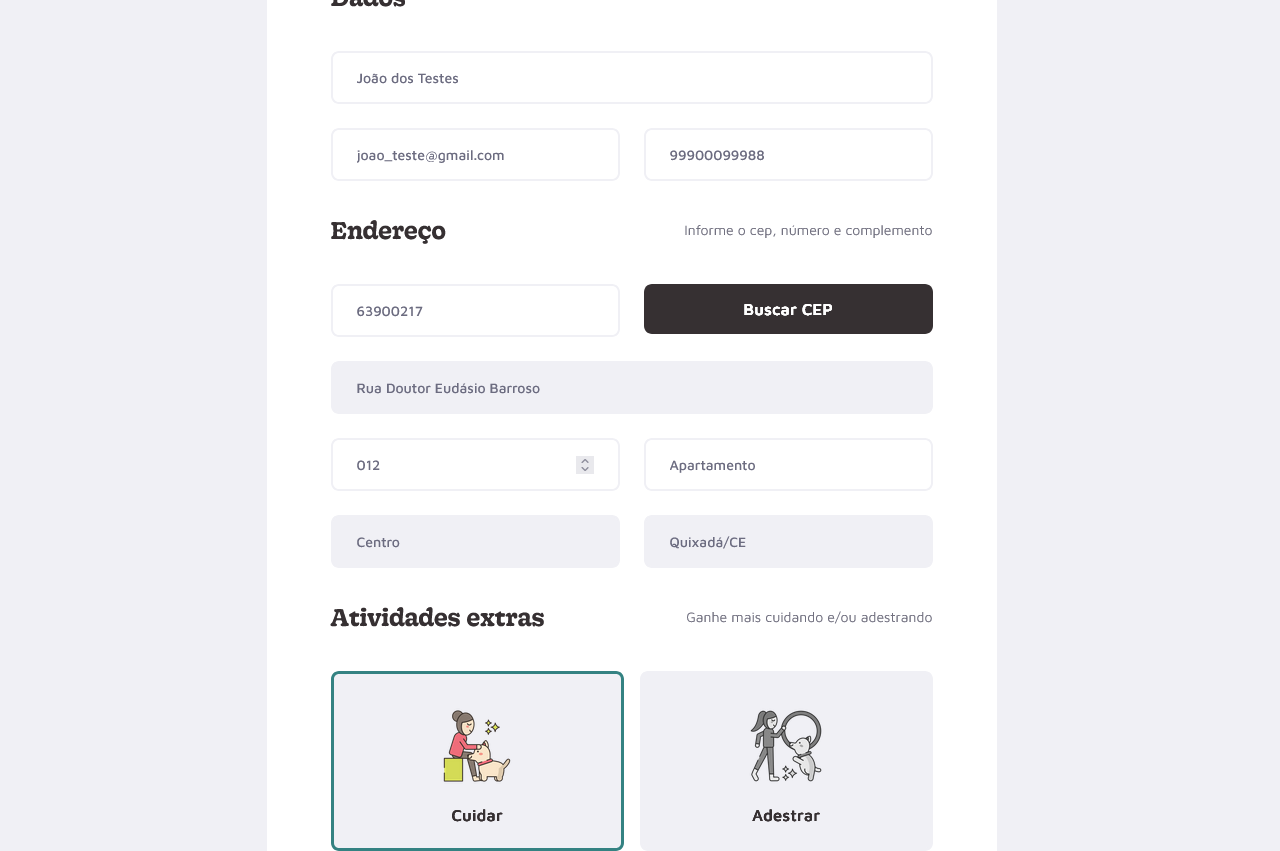 Dados
João dos Testes
joao_teste@gmail.com
99900099988
Endereço
Informe o cep, número e complemento
63900217
Buscar CEP
Rua Doutor Eudásio Barroso
012
Apartamento
Centro
Quixadá/CE
Atividades extras
Ganhe mais cuidando e/ou adestrando
Cuidar
Adestrar